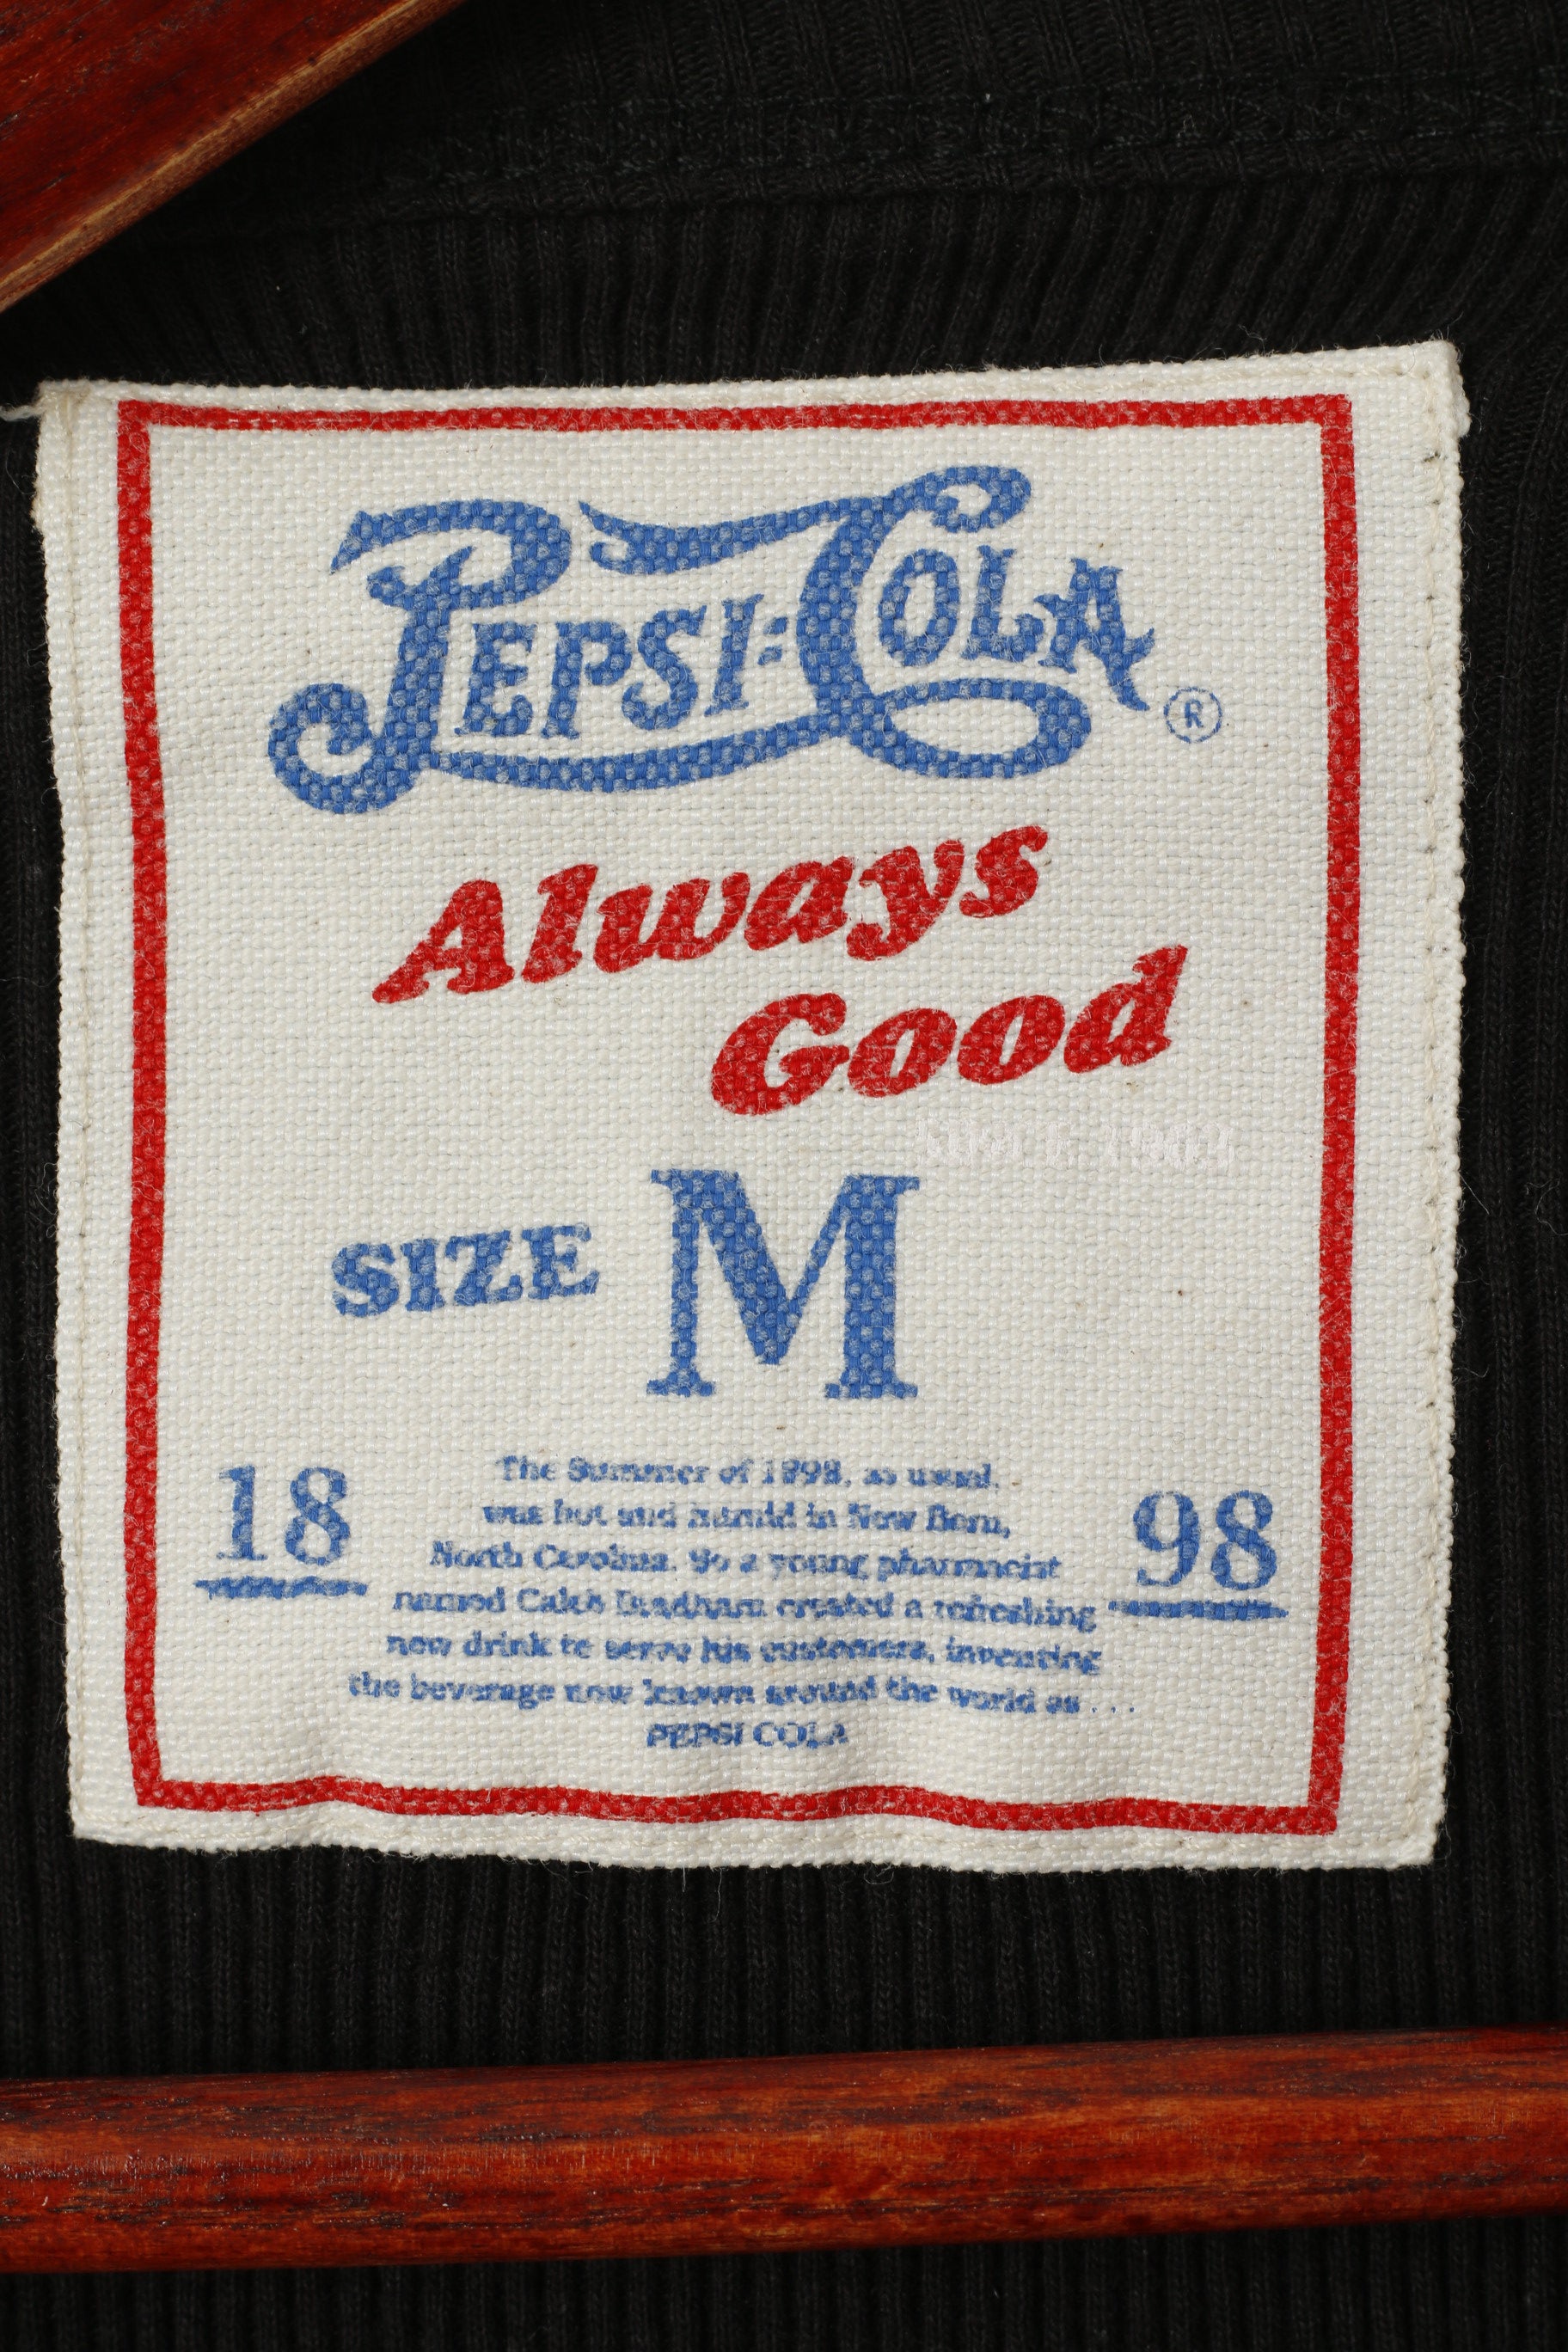 PEPSI=COLA ®
Always
Good
SIZE M
18
98
The Summer of 1898, as usual,
was hot and humid in New Bern,
North Carolina. So a young pharmacist
named Caleb Bradham created a refreshing
new drink to serve his customers, inventing
the beverage now known around the world as . . .
PEPSI COLA